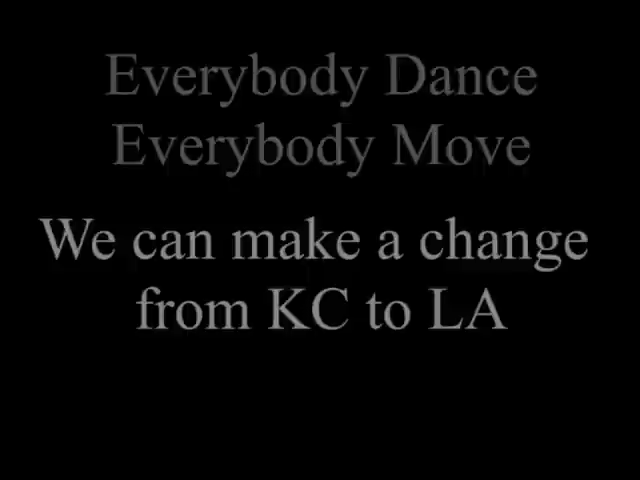 Everybody Dance
Everybody Move
We can make a change
from KC to LA